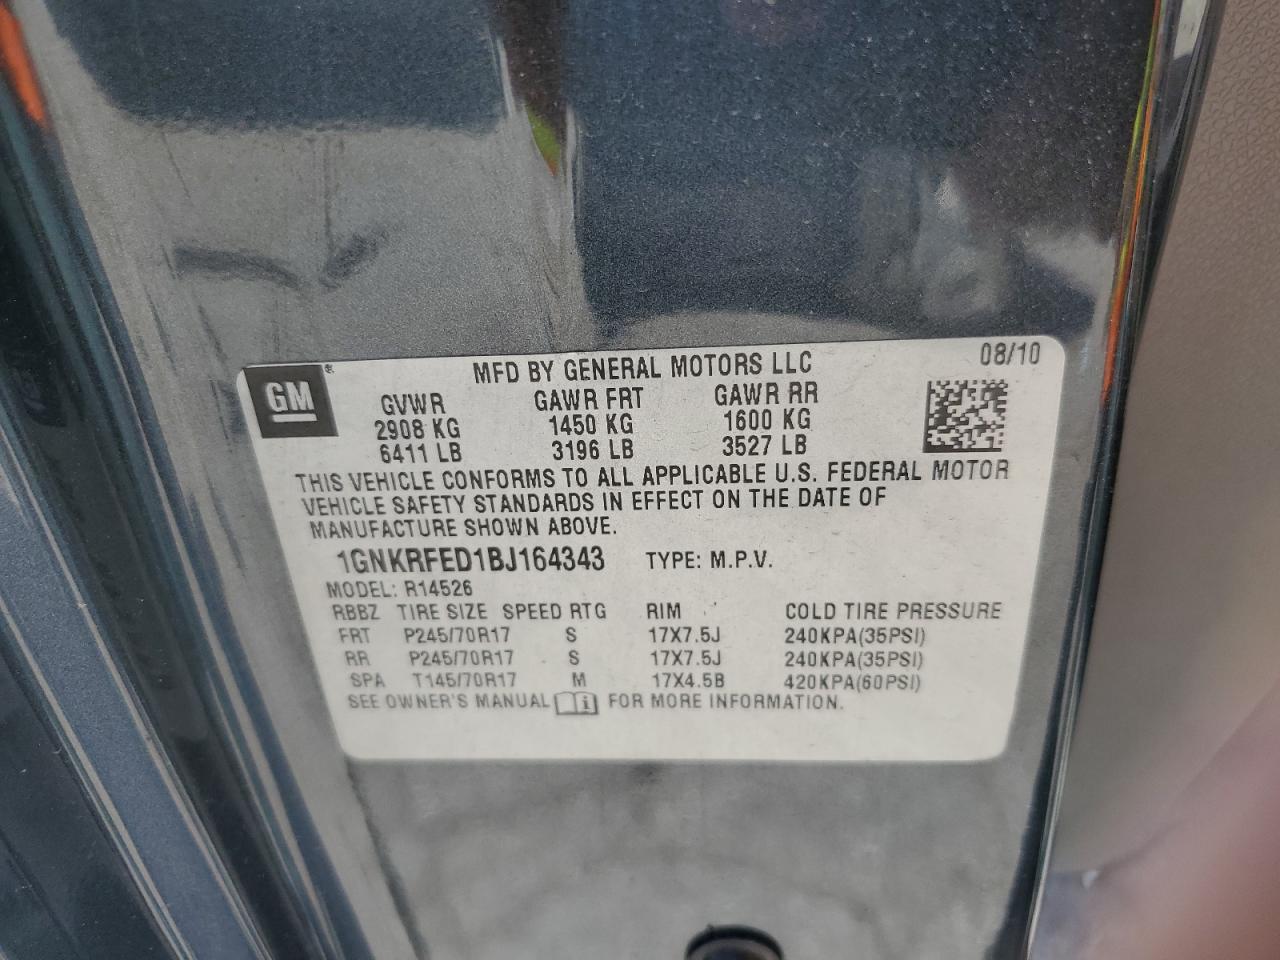 MFD BY GENERAL MOTORS LLC 08/10
GM®
GVWR GAWR FRT GAWR RR
2908 KG 1450 KG 1600 KG
6411 LB 3196 LB 3527 LB
THIS VEHICLE CONFORMS TO ALL APPLICABLE U.S. FEDERAL MOTOR
VEHICLE SAFETY STANDARDS IN EFFECT ON THE DATE OF
MANUFACTURE SHOWN ABOVE.
1GNKRFED1BJ164343 TYPE: M.P.V.
MODEL: R14526
RBBZ TIRE SIZE SPEED RTG RIM COLD TIRE PRESSURE
FRT P245/70R17 S 17X7.5J 240KPA(35PSI)
RR P245/70R17 S 17X7.5J 240KPA(35PSI)
SPA T145/70R17 M 17X4.5B 420KPA(60PSI)
SEE OWNER'S MANUAL FOR MORE INFORMATION.